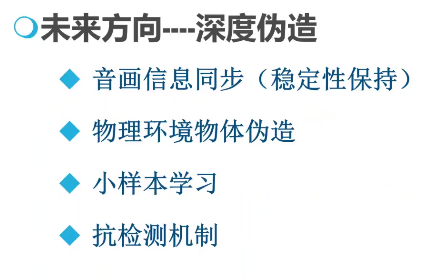 未来方向----深度伪造
音画信息同步（稳定性保持）
物理环境物体伪造
小样本学习
抗检测机制